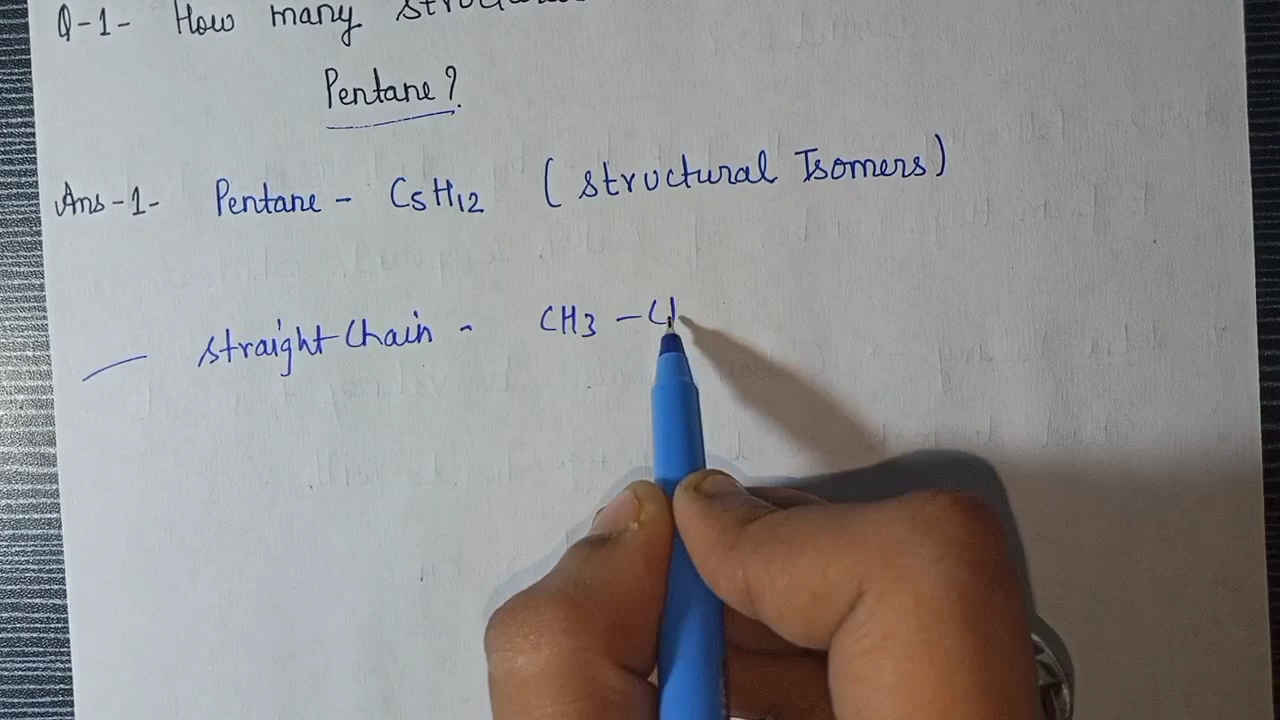 Q-1- How many
Pentane?
Ans-1- Pentane - C5H12 (structural Isomers)
straight chain - CH3 -